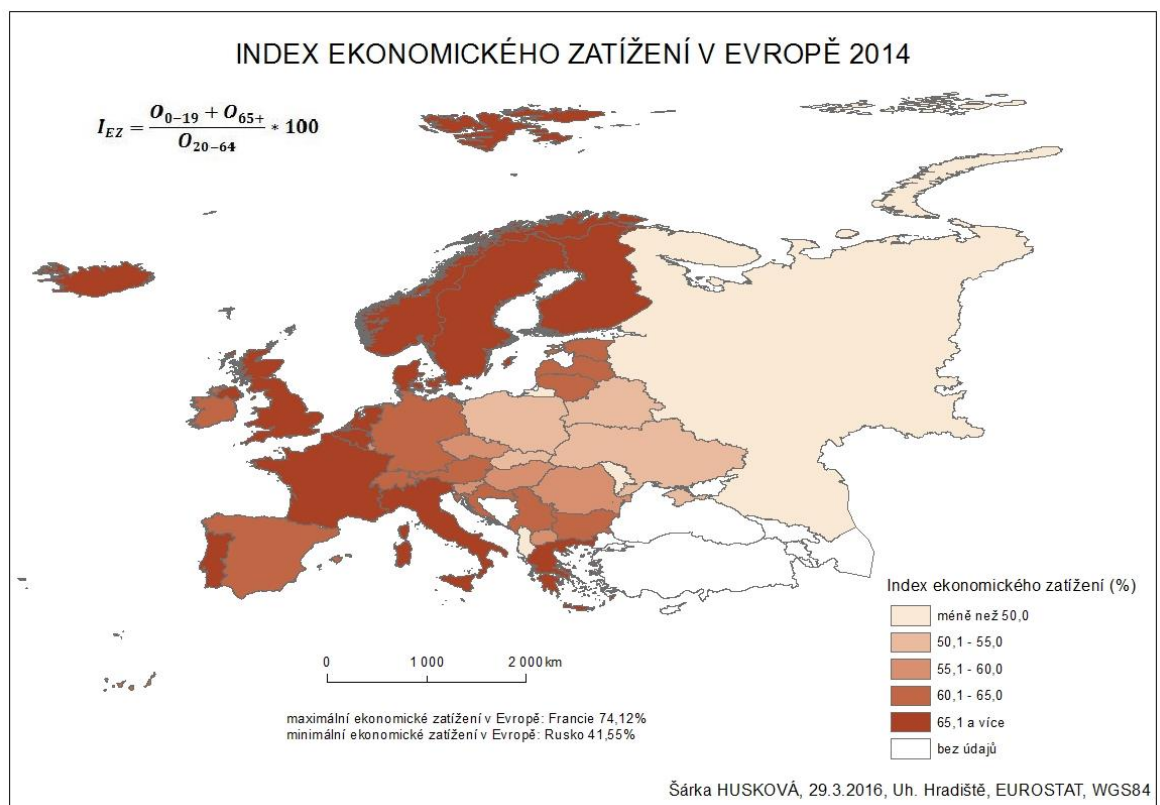 INDEX EKONOMICKÉHO ZATÍŽENÍ V EVROPĚ 2014
I_EZ = (O_0−19 + O_65+) / O_20−64 * 100
Index ekonomického zatížení (%)
méně než 50,0
50,1 - 55,0
55,1 - 60,0
60,1 - 65,0
65,1 a více
bez údajů
0 1 000 2 000 km
maximální ekonomické zatížení v Evropě: Francie 74,12%
minimální ekonomické zatížení v Evropě: Rusko 41,55%
Šárka HUSKOVÁ, 29.3.2016, Uh. Hradiště, EUROSTAT, WGS84